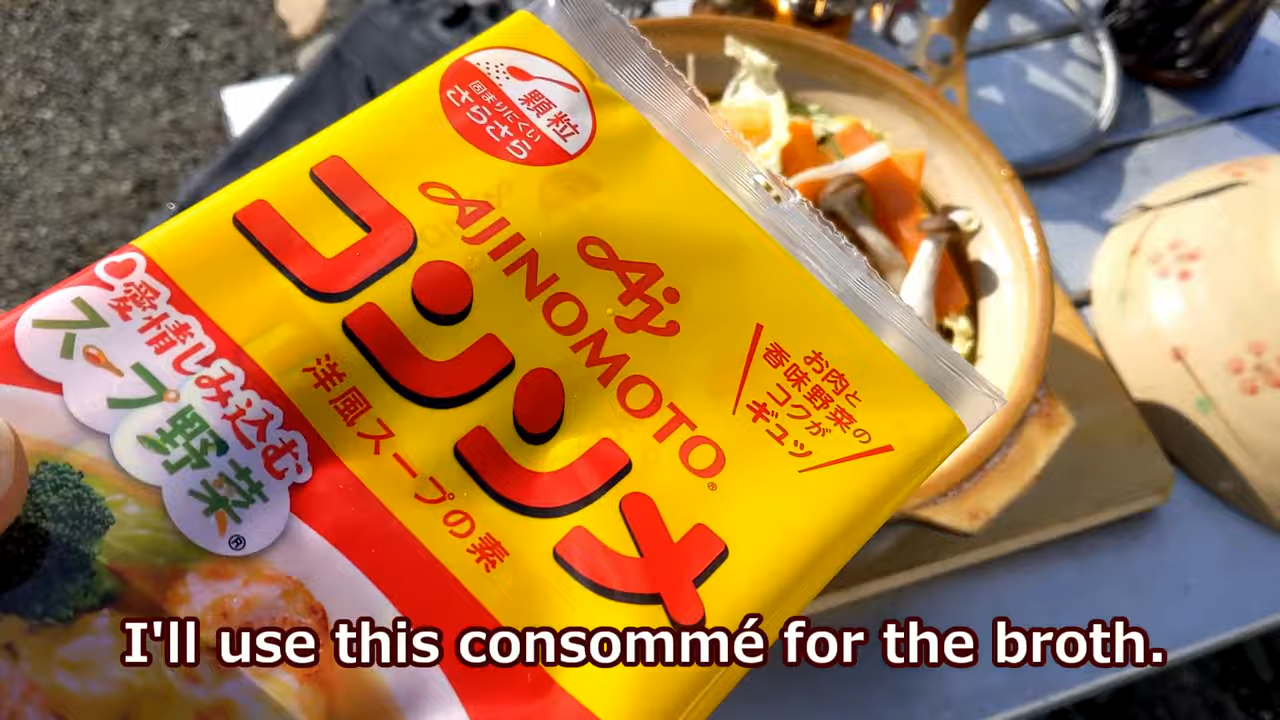 顆粒
固まりにくい
さらさら
Aji
AJINOMOTO®
コンソメ
洋風スープの素
お肉と
香味野菜の
コクが
ギュッ
愛情しみ込む
スープ野菜®
I'll use this consommé for the broth.